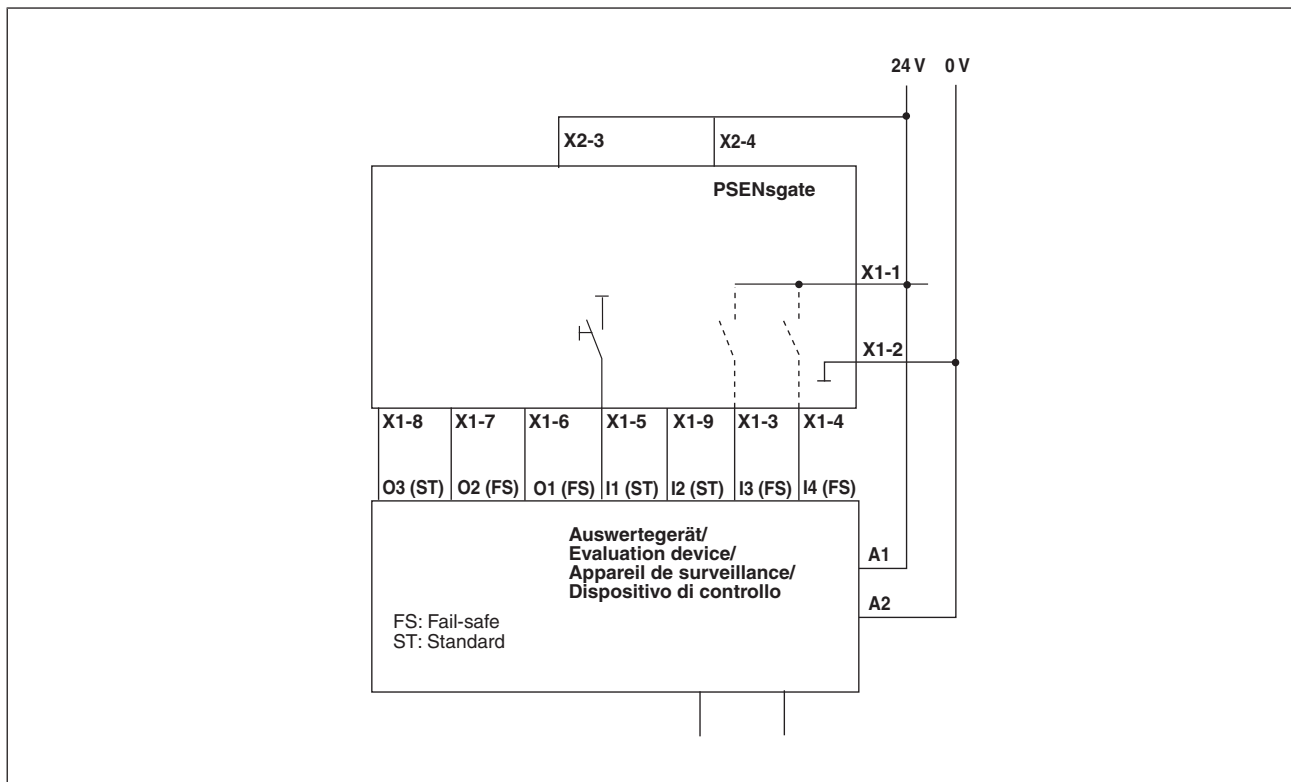 24 V 0 V
X2-3 X2-4
PSENsgate
X1-1
X1-2
X1-8 X1-7 X1-6 X1-5 X1-9 X1-3 X1-4
O3 (ST) O2 (FS) O1 (FS) I1 (ST) I2 (ST) I3 (FS) I4 (FS)
Auswertegerät/
Evaluation device/
Appareil de surveillance/
Dispositivo di controllo
A1
A2
FS: Fail-safe
ST: Standard